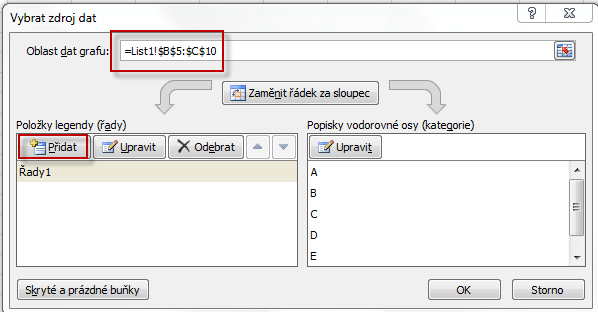 Vybrat zdroj dat
Oblast dat grafu: =List1!$B$5:$C$10
Zaměnit řádek za sloupec
Položky legendy (řady)
Přidat Upravit Odebrat
Řady1
Popisky vodorovné osy (kategorie)
Upravit
A
B
C
D
E
Skryté a prázdné buňky
OK Storno